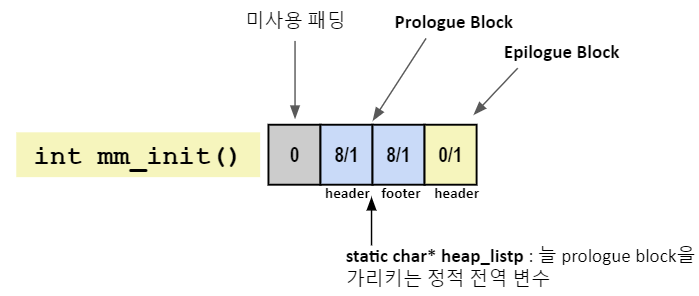 미사용 패딩
Prologue Block
Epilogue Block
int mm_init()
0
8/1
8/1
0/1
header
footer
header
static char* heap_listp : 늘 prologue block을
가리키는 정적 전역 변수